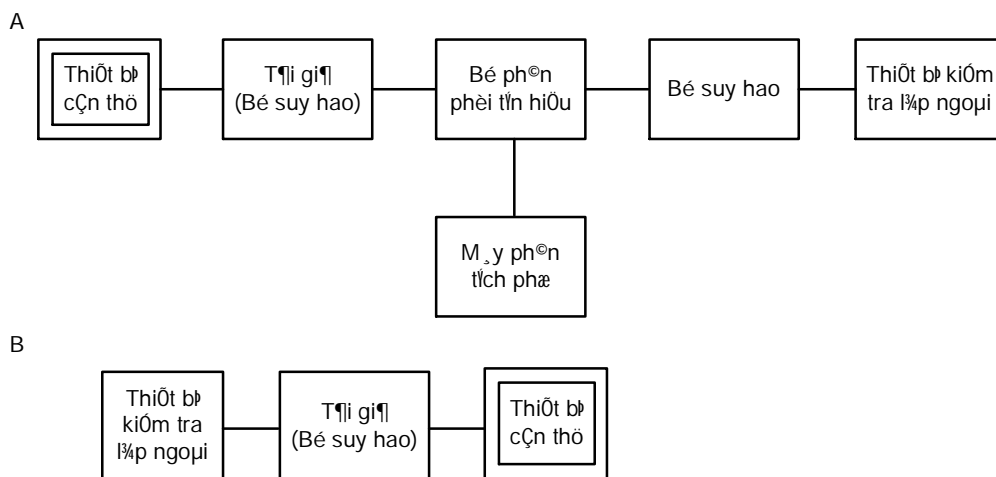 A
ThiÕt bÞ
cÇn thö
T¶i gi¶
(Bé suy hao)
Bé ph©n
phèi tÝn hiÖu
Bé suy hao
ThiÕt bÞ kiÓm
tra l¾p ngoµi
M¸y ph©n
tÝch phæ
B
ThiÕt bÞ
kiÓm tra
l¾p ngoµi
T¶i gi¶
(Bé suy hao)
ThiÕt bÞ
cÇn thö